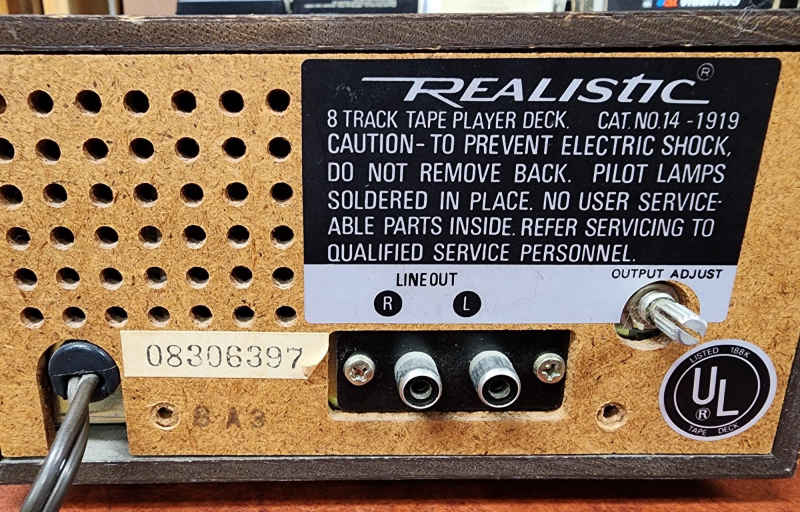 REALISTIC ®
8 TRACK TAPE PLAYER DECK. CAT. NO. 14-1919
CAUTION- TO PREVENT ELECTRIC SHOCK,
DO NOT REMOVE BACK. PILOT LAMPS
SOLDERED IN PLACE. NO USER SERVICE-
ABLE PARTS INSIDE. REFER SERVICING TO
QUALIFIED SERVICE PERSONNEL.
LINE OUT
OUTPUT ADJUST
R L
08306397
LISTED 188K
UL ®
TAPE DECK